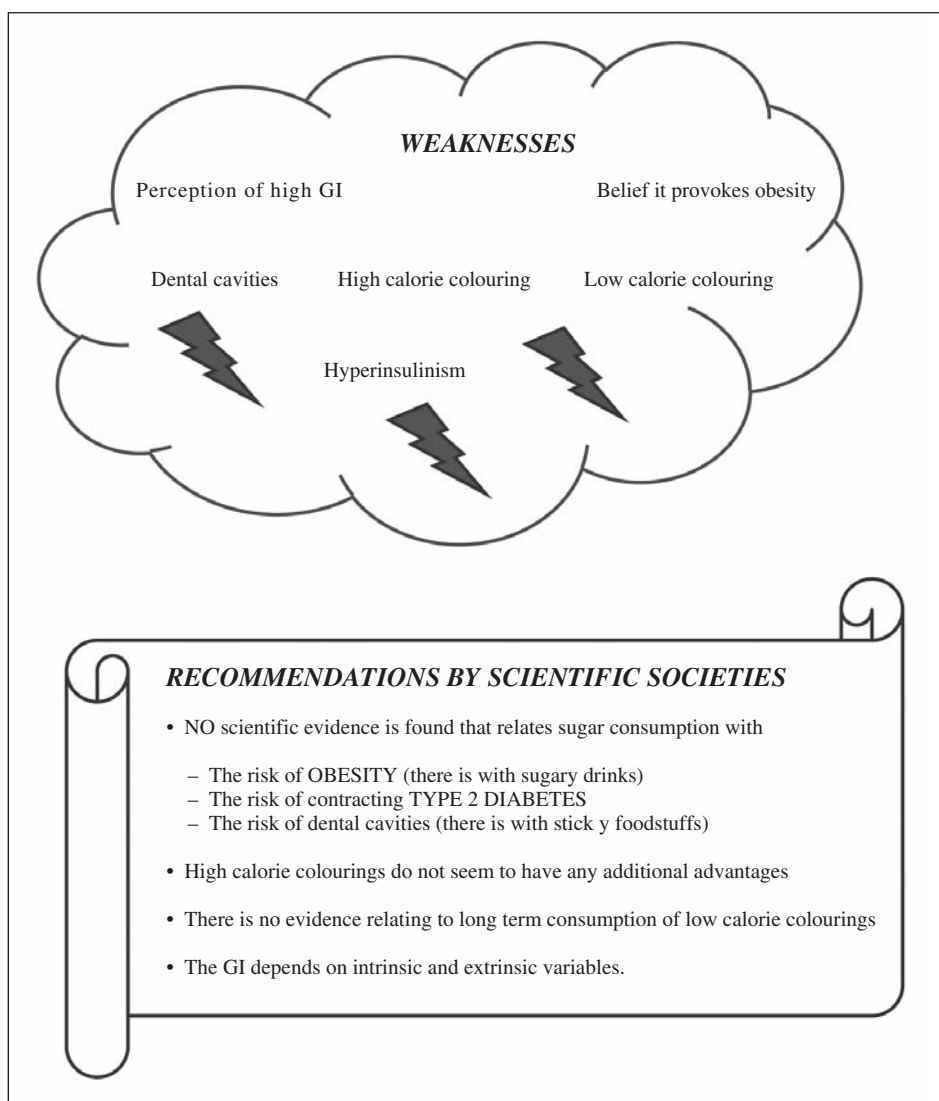 WEAKNESSES
Perception of high GI
Belief it provokes obesity
Dental cavities
High calorie colouring
Low calorie colouring
Hyperinsulinism
RECOMMENDATIONS BY SCIENTIFIC SOCIETIES
• NO scientific evidence is found that relates sugar consumption with
– The risk of OBESITY (there is with sugary drinks)
– The risk of contracting TYPE 2 DIABETES
– The risk of dental cavities (there is with stick y foodstuffs)
• High calorie colourings do not seem to have any additional advantages
• There is no evidence relating to long term consumption of low calorie colourings
• The GI depends on intrinsic and extrinsic variables.